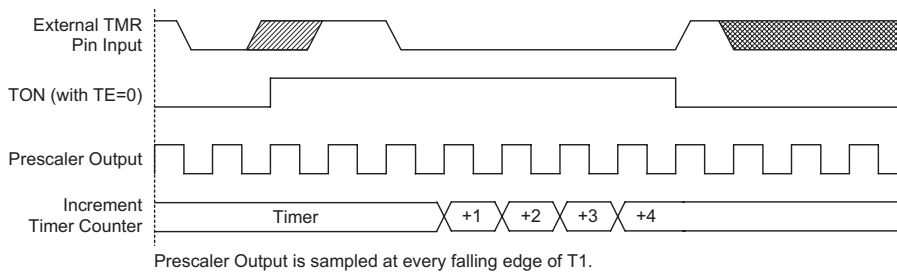 External TMR
Pin Input
TON (with TE=0)
Prescaler Output
Increment
Timer Counter
Timer +1 +2 +3 +4
Prescaler Output is sampled at every falling edge of T1.